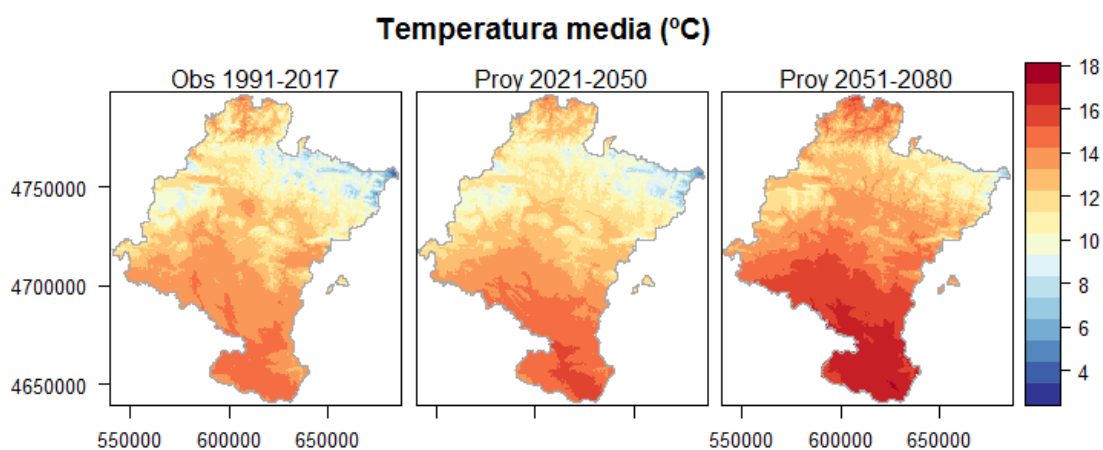 Temperatura media (ºC)
Obs 1991-2017
Proy 2021-2050
Proy 2051-2080
18
16
14
12
10
8
6
4
4750000
4700000
4650000
550000 600000 650000
550000 600000 650000